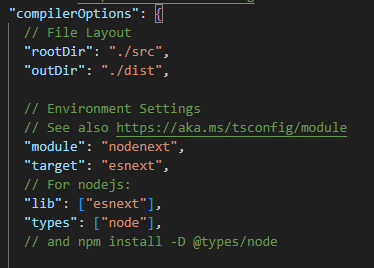 "compilerOptions": {
// File Layout
"rootDir": "./src",
"outDir": "./dist",
// Environment Settings
// See also https://aka.ms/tsconfig/module
"module": "nodenext",
"target": "esnext",
// For nodejs:
"lib": ["esnext"],
"types": ["node"],
// and npm install -D @types/node